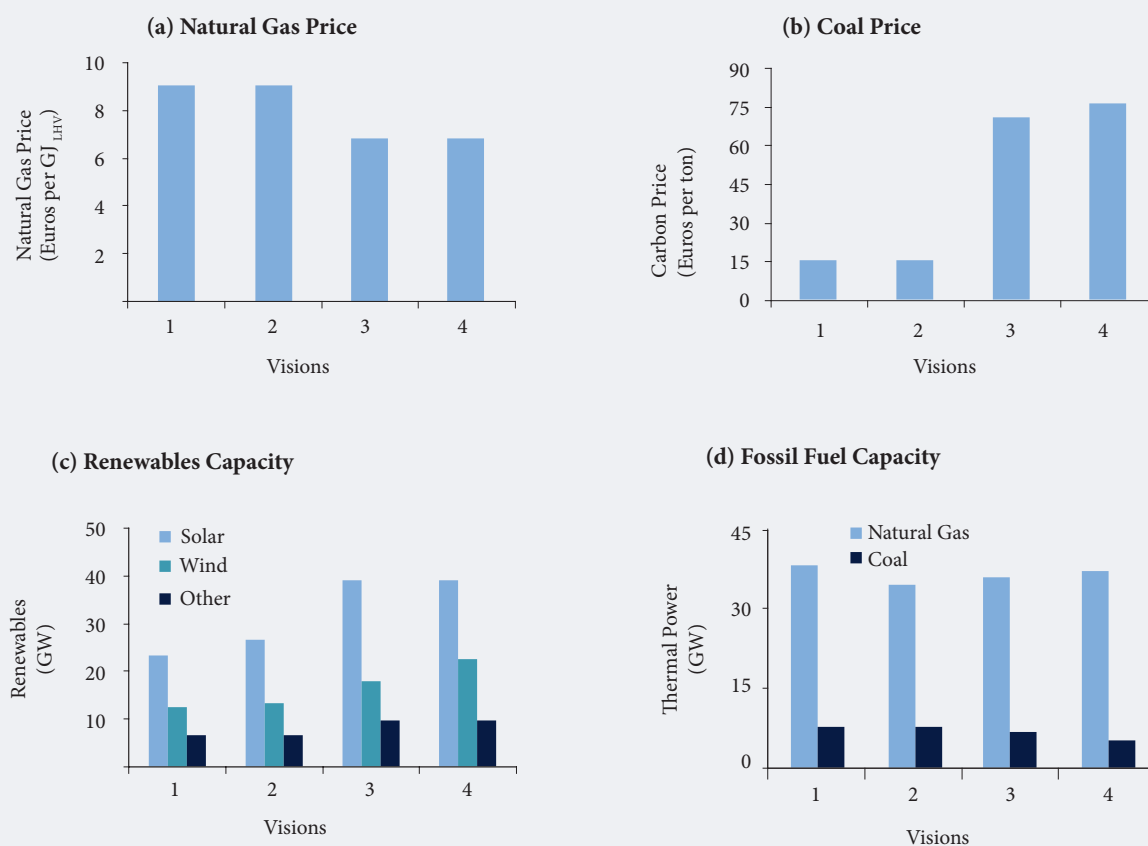 (a) Natural Gas Price
Natural Gas Price
(Euros per GJ LHV)
10
8
6
4
2
1 2 3 4
Visions
(b) Coal Price
Carbon Price
(Euros per ton)
90
75
60
45
30
15
0
1 2 3 4
Visions
(c) Renewables Capacity
Renewables
(GW)
50
40
30
20
10
Solar
Wind
Other
1 2 3 4
Visions
(d) Fossil Fuel Capacity
Thermal Power
(GW)
45
30
15
0
Natural Gas
Coal
1 2 3 4
Visions